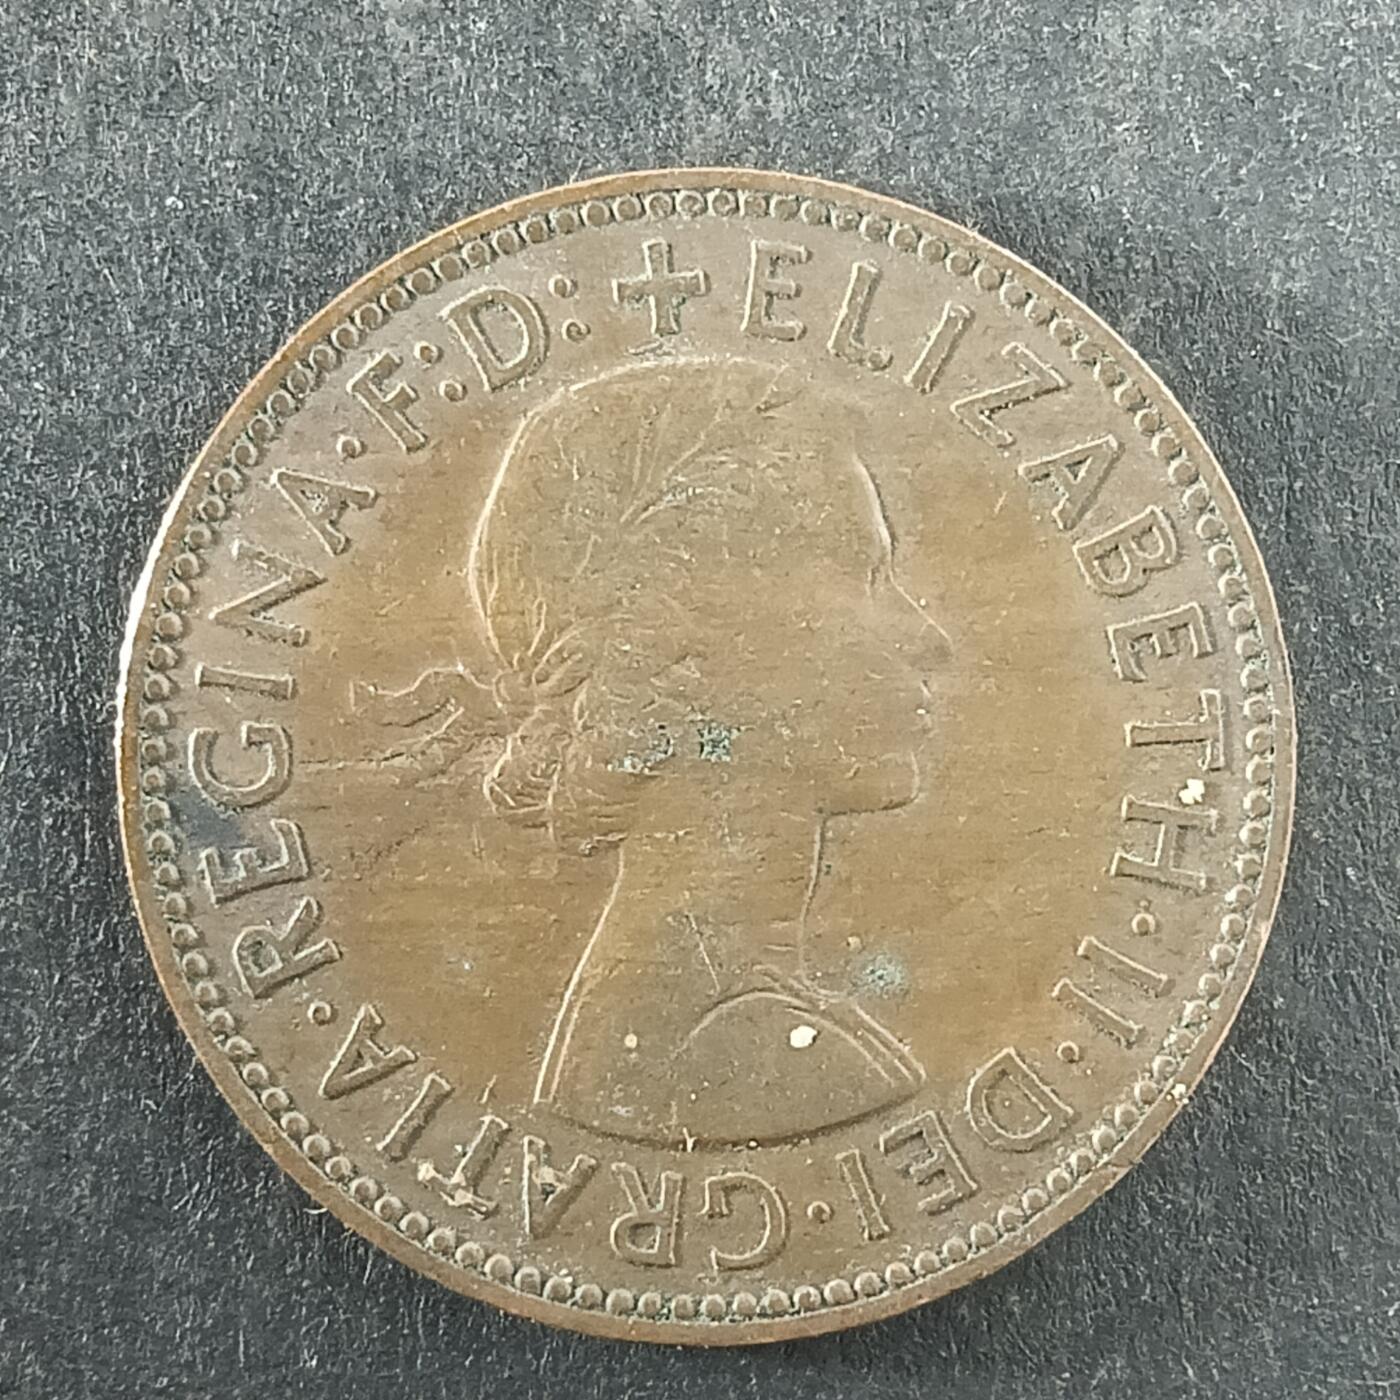 + ELIZABETH · II · DEI · GRATIA · REGINA · F: D: